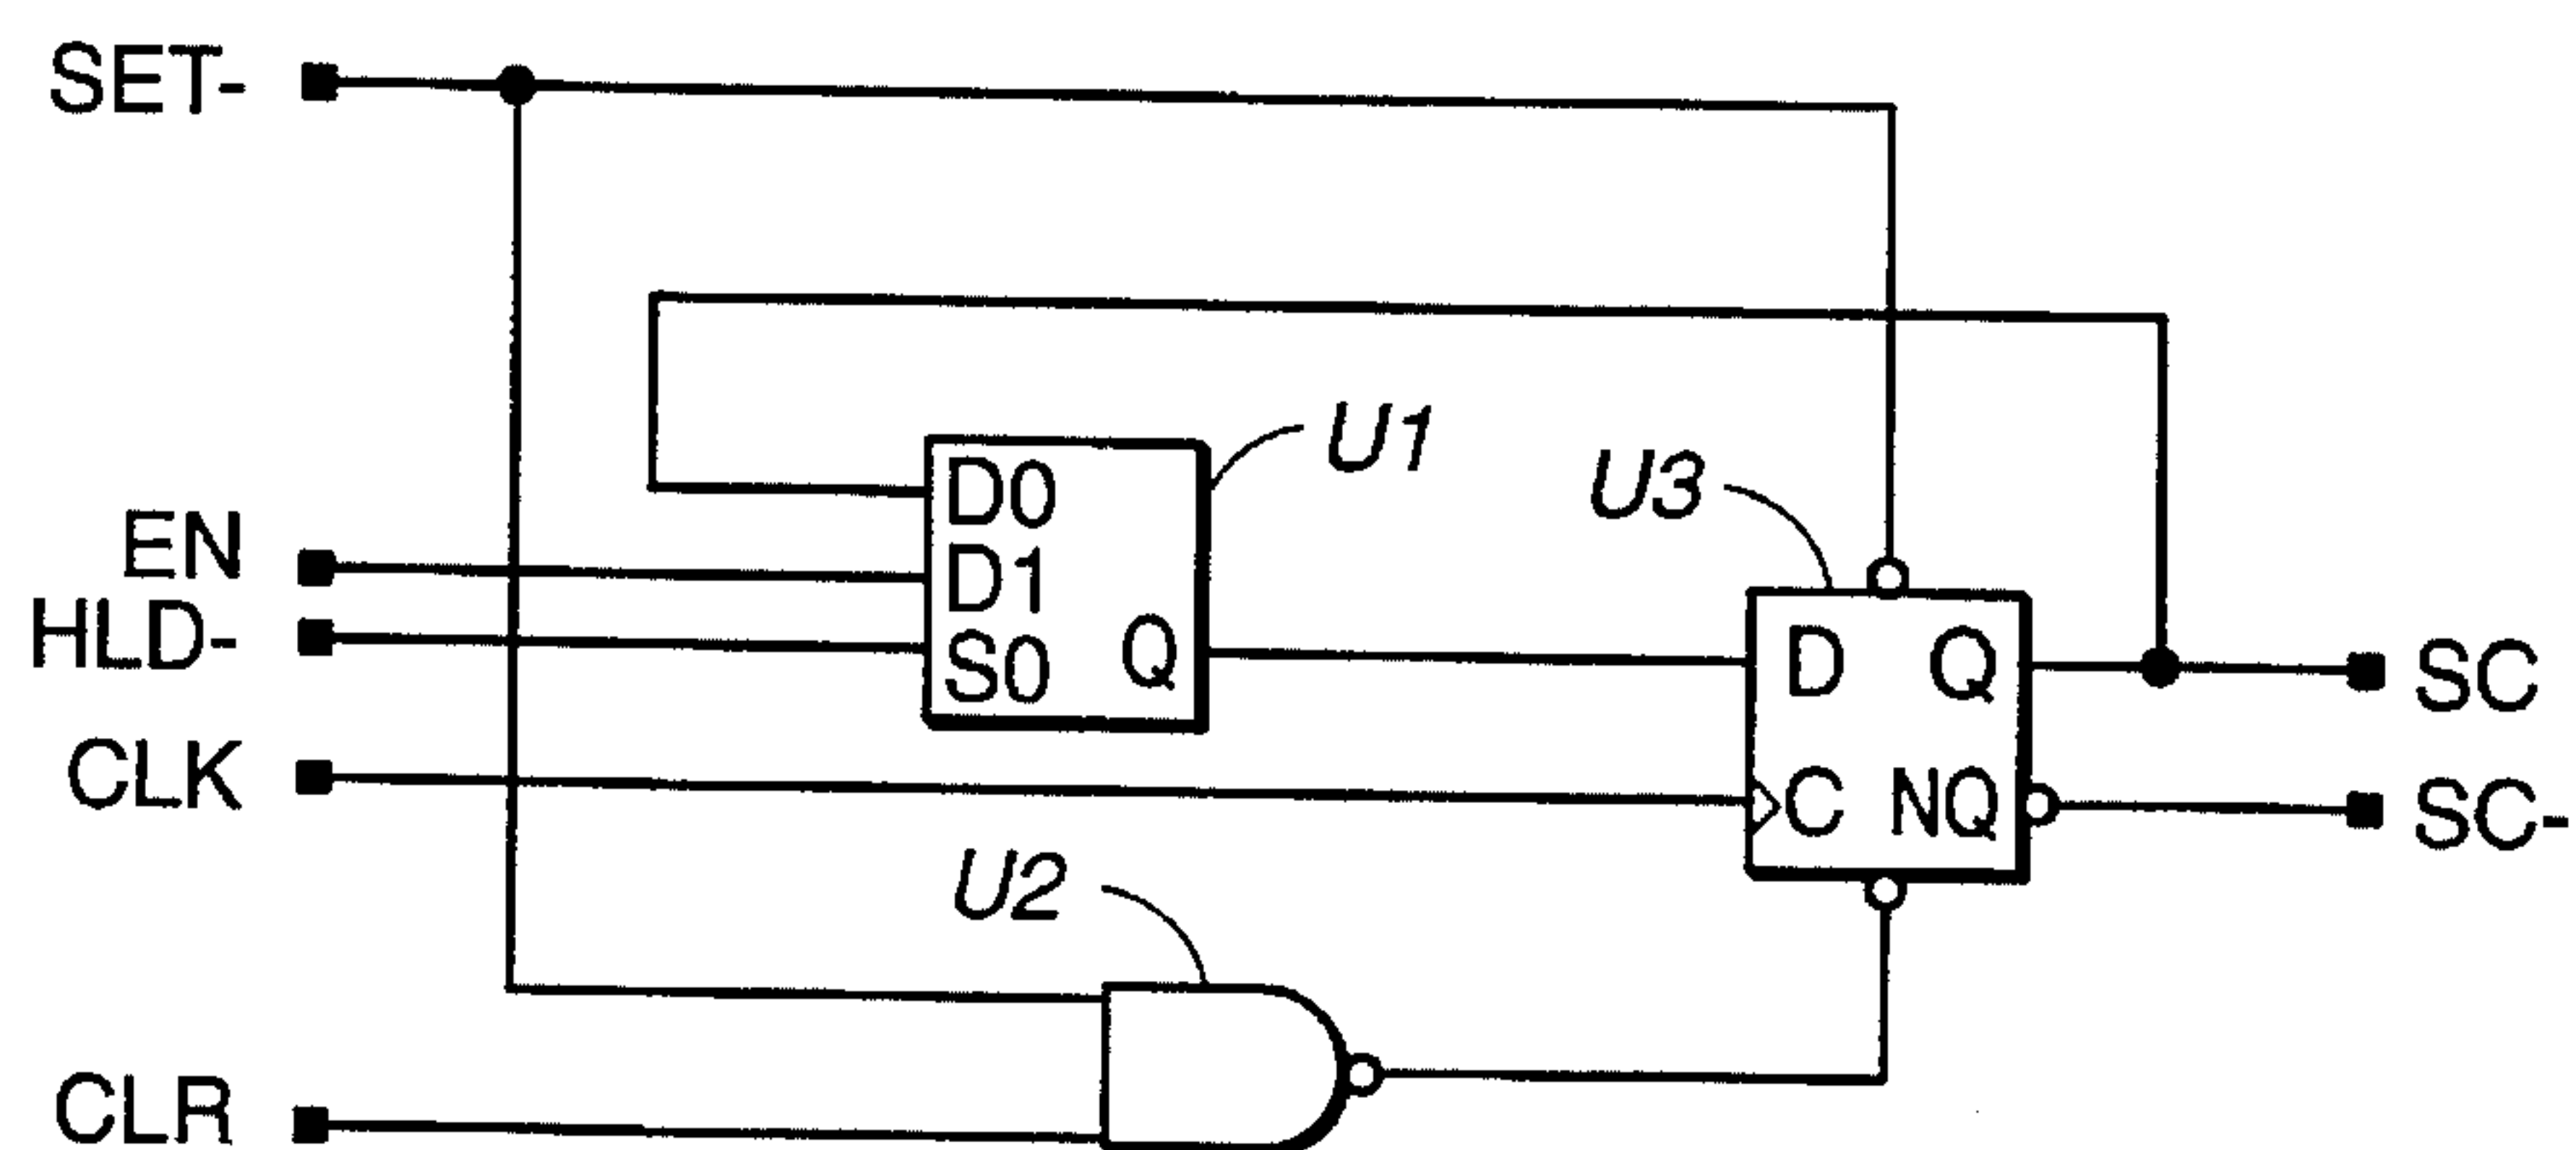 SET-
U1
U3
D0
EN
D1
HLD-
S0 Q
D Q
SC
CLK
C NQ
SC-
U2
CLR